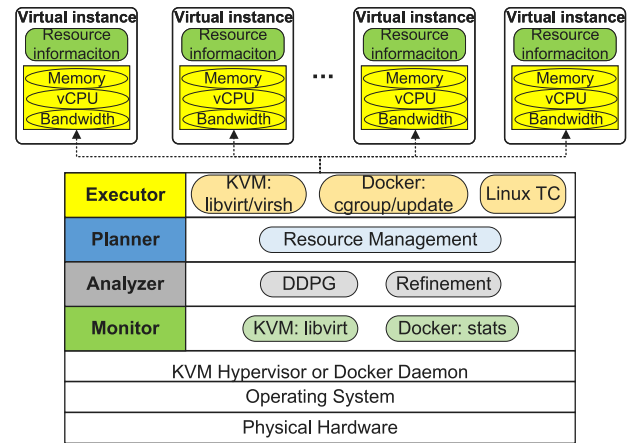 Virtual instance
Resource
informaciton
Memory
vCPU
Bandwidth
Virtual instance
Resource
informaciton
Memory
vCPU
Bandwidth
...
Virtual instance
Resource
informaciton
Memory
vCPU
Bandwidth
Virtual instance
Resource
informaciton
Memory
vCPU
Bandwidth
Executor
KVM:
libvirt/virsh
Docker:
cgroup/update
Linux TC
Planner
Resource Management
Analyzer
DDPG
Refinement
Monitor
KVM: libvirt
Docker: stats
KVM Hypervisor or Docker Daemon
Operating System
Physical Hardware